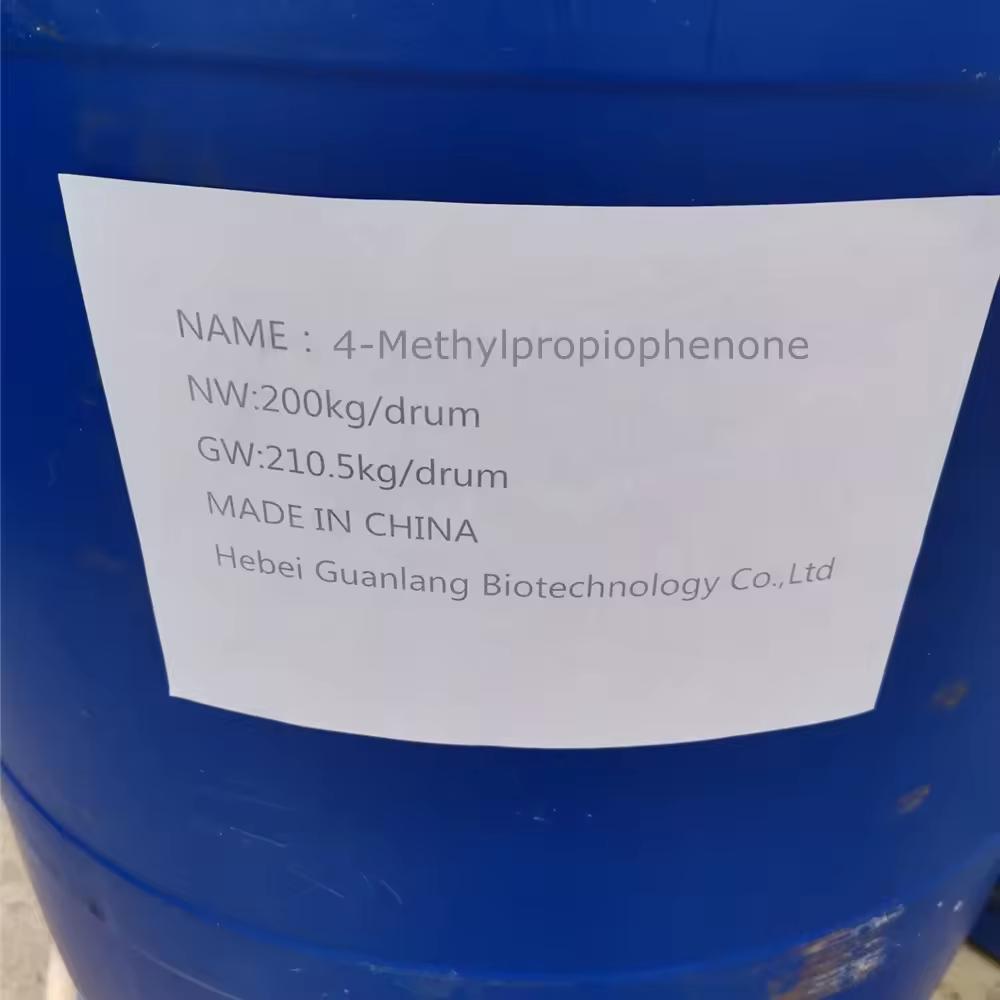 NAME : 4-Methylpropiophenone
NW:200kg/drum
GW:210.5kg/drum
MADE IN CHINA
Hebei Guanlang Biotechnology Co.,Ltd